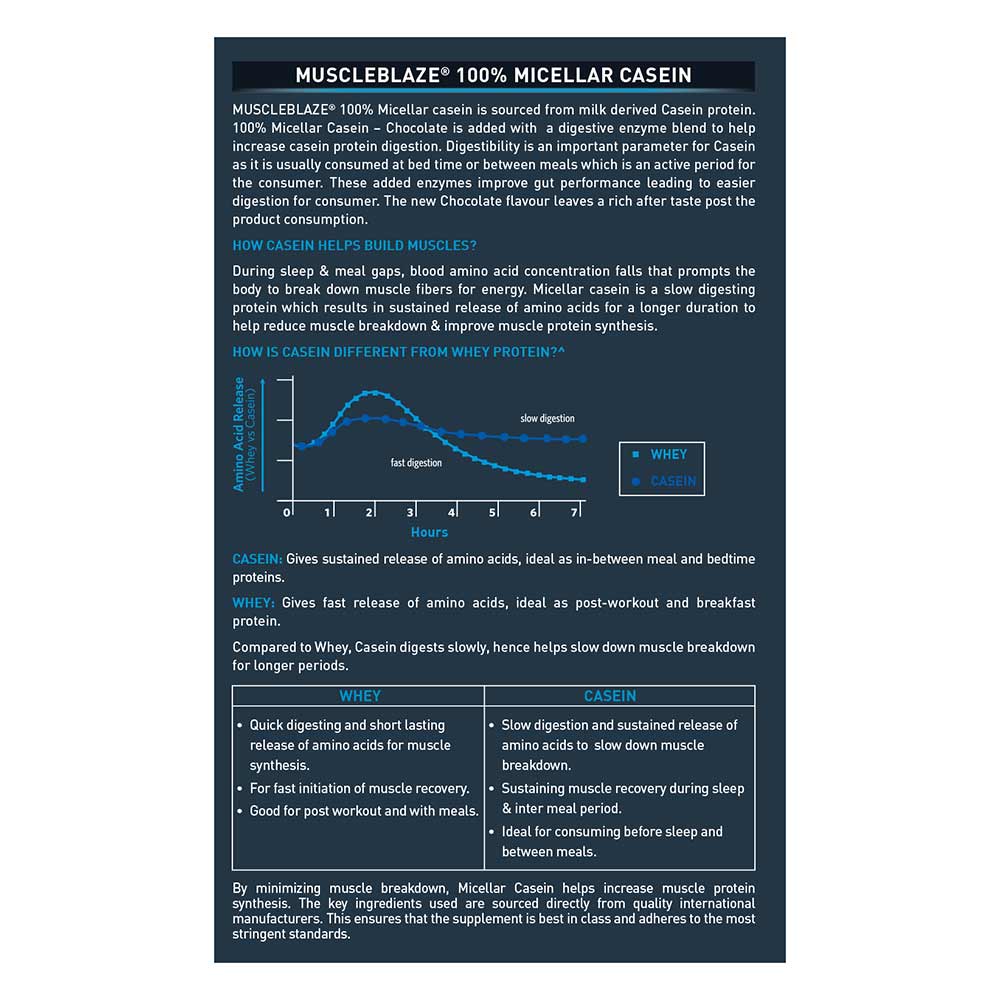 MUSCLEBLAZE® 100% MICELLAR CASEIN
MUSCLEBLAZE® 100% Micellar casein is sourced from milk derived Casein protein.
100% Micellar Casein – Chocolate is added with a digestive enzyme blend to help
increase casein protein digestion. Digestibility is an important parameter for Casein
as it is usually consumed at bed time or between meals which is an active period for
the consumer. These added enzymes improve gut performance leading to easier
digestion for consumer. The new Chocolate flavour leaves a rich after taste post the
product consumption.
HOW CASEIN HELPS BUILD MUSCLES?
During sleep & meal gaps, blood amino acid concentration falls that prompts the
body to break down muscle fibers for energy. Micellar casein is a slow digesting
protein which results in sustained release of amino acids for a longer duration to
help reduce muscle breakdown & improve muscle protein synthesis.
HOW IS CASEIN DIFFERENT FROM WHEY PROTEIN?^
Amino Acid Release
(Whey vs Casein)
slow digestion
fast digestion
WHEY
CASEIN
0 1 2 3 4 5 6 7
Hours
CASEIN: Gives sustained release of amino acids, ideal as in-between meal and bedtime
proteins.
WHEY: Gives fast release of amino acids, ideal as post-workout and breakfast
protein.
Compared to Whey, Casein digests slowly, hence helps slow down muscle breakdown
for longer periods.
WHEY
• Quick digesting and short lasting
release of amino acids for muscle
synthesis.
• For fast initiation of muscle recovery.
• Good for post workout and with meals.
CASEIN
• Slow digestion and sustained release of
amino acids to slow down muscle
breakdown.
• Sustaining muscle recovery during sleep
& inter meal period.
• Ideal for consuming before sleep and
between meals.
By minimizing muscle breakdown, Micellar Casein helps increase muscle protein
synthesis. The key ingredients used are sourced directly from quality international
manufacturers. This ensures that the supplement is best in class and adheres to the most
stringent standards.